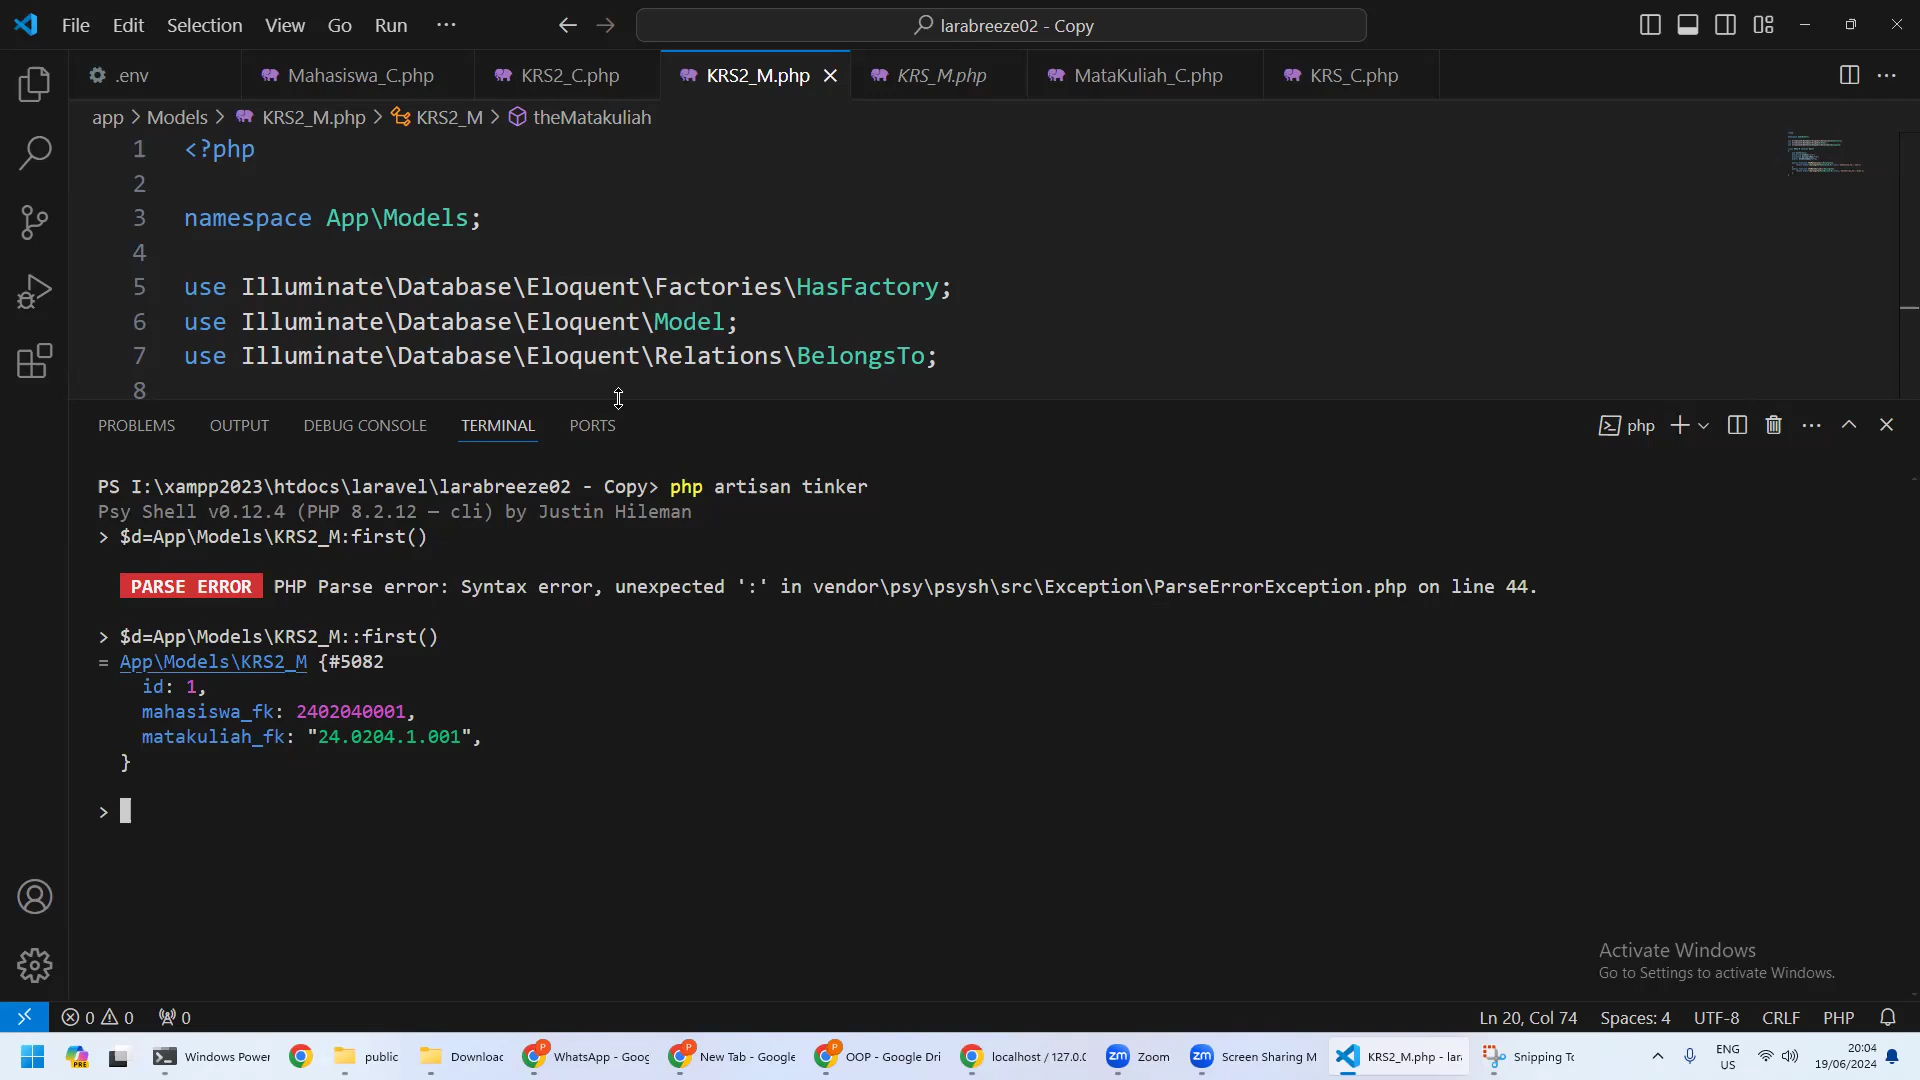 File Edit Selection View Go Run ···
larabreeze02 - Copy
.env Mahasiswa_C.php KRS2_C.php KRS2_M.php KRS_M.php MataKuliah_C.php KRS_C.php
app > Models > KRS2_M.php > KRS2_M > theMatakuliah
1 <?php
2
3 namespace App\Models;
4
5 use Illuminate\Database\Eloquent\Factories\HasFactory;
6 use Illuminate\Database\Eloquent\Model;
7 use Illuminate\Database\Eloquent\Relations\BelongsTo;
8
PROBLEMS OUTPUT DEBUG CONSOLE TERMINAL PORTS php
PS I:\xampp2023\htdocs\laravel\larabreeze02 - Copy> php artisan tinker
Psy Shell v0.12.4 (PHP 8.2.12 — cli) by Justin Hileman
> $d=App\Models\KRS2_M:first()
PARSE ERROR PHP Parse error: Syntax error, unexpected ':' in vendor\psy\psysh\src\Exception\ParseErrorException.php on line 44.
> $d=App\Models\KRS2_M::first()
= App\Models\KRS2_M {#5082
id: 1,
mahasiswa_fk: 2402040001,
matakuliah_fk: "24.0204.1.001",
}
>
Activate Windows
Go to Settings to activate Windows.
0 0 0 Ln 20, Col 74 Spaces: 4 UTF-8 CRLF PHP
PRE Windows Power public Downloac WhatsApp - Goog New Tab - Google OOP - Google Dri localhost / 127.0.0 zm Zoom zm Screen Sharing M KRS2_M.php - lar Snipping To
ENG
US
20:04
19/06/2024